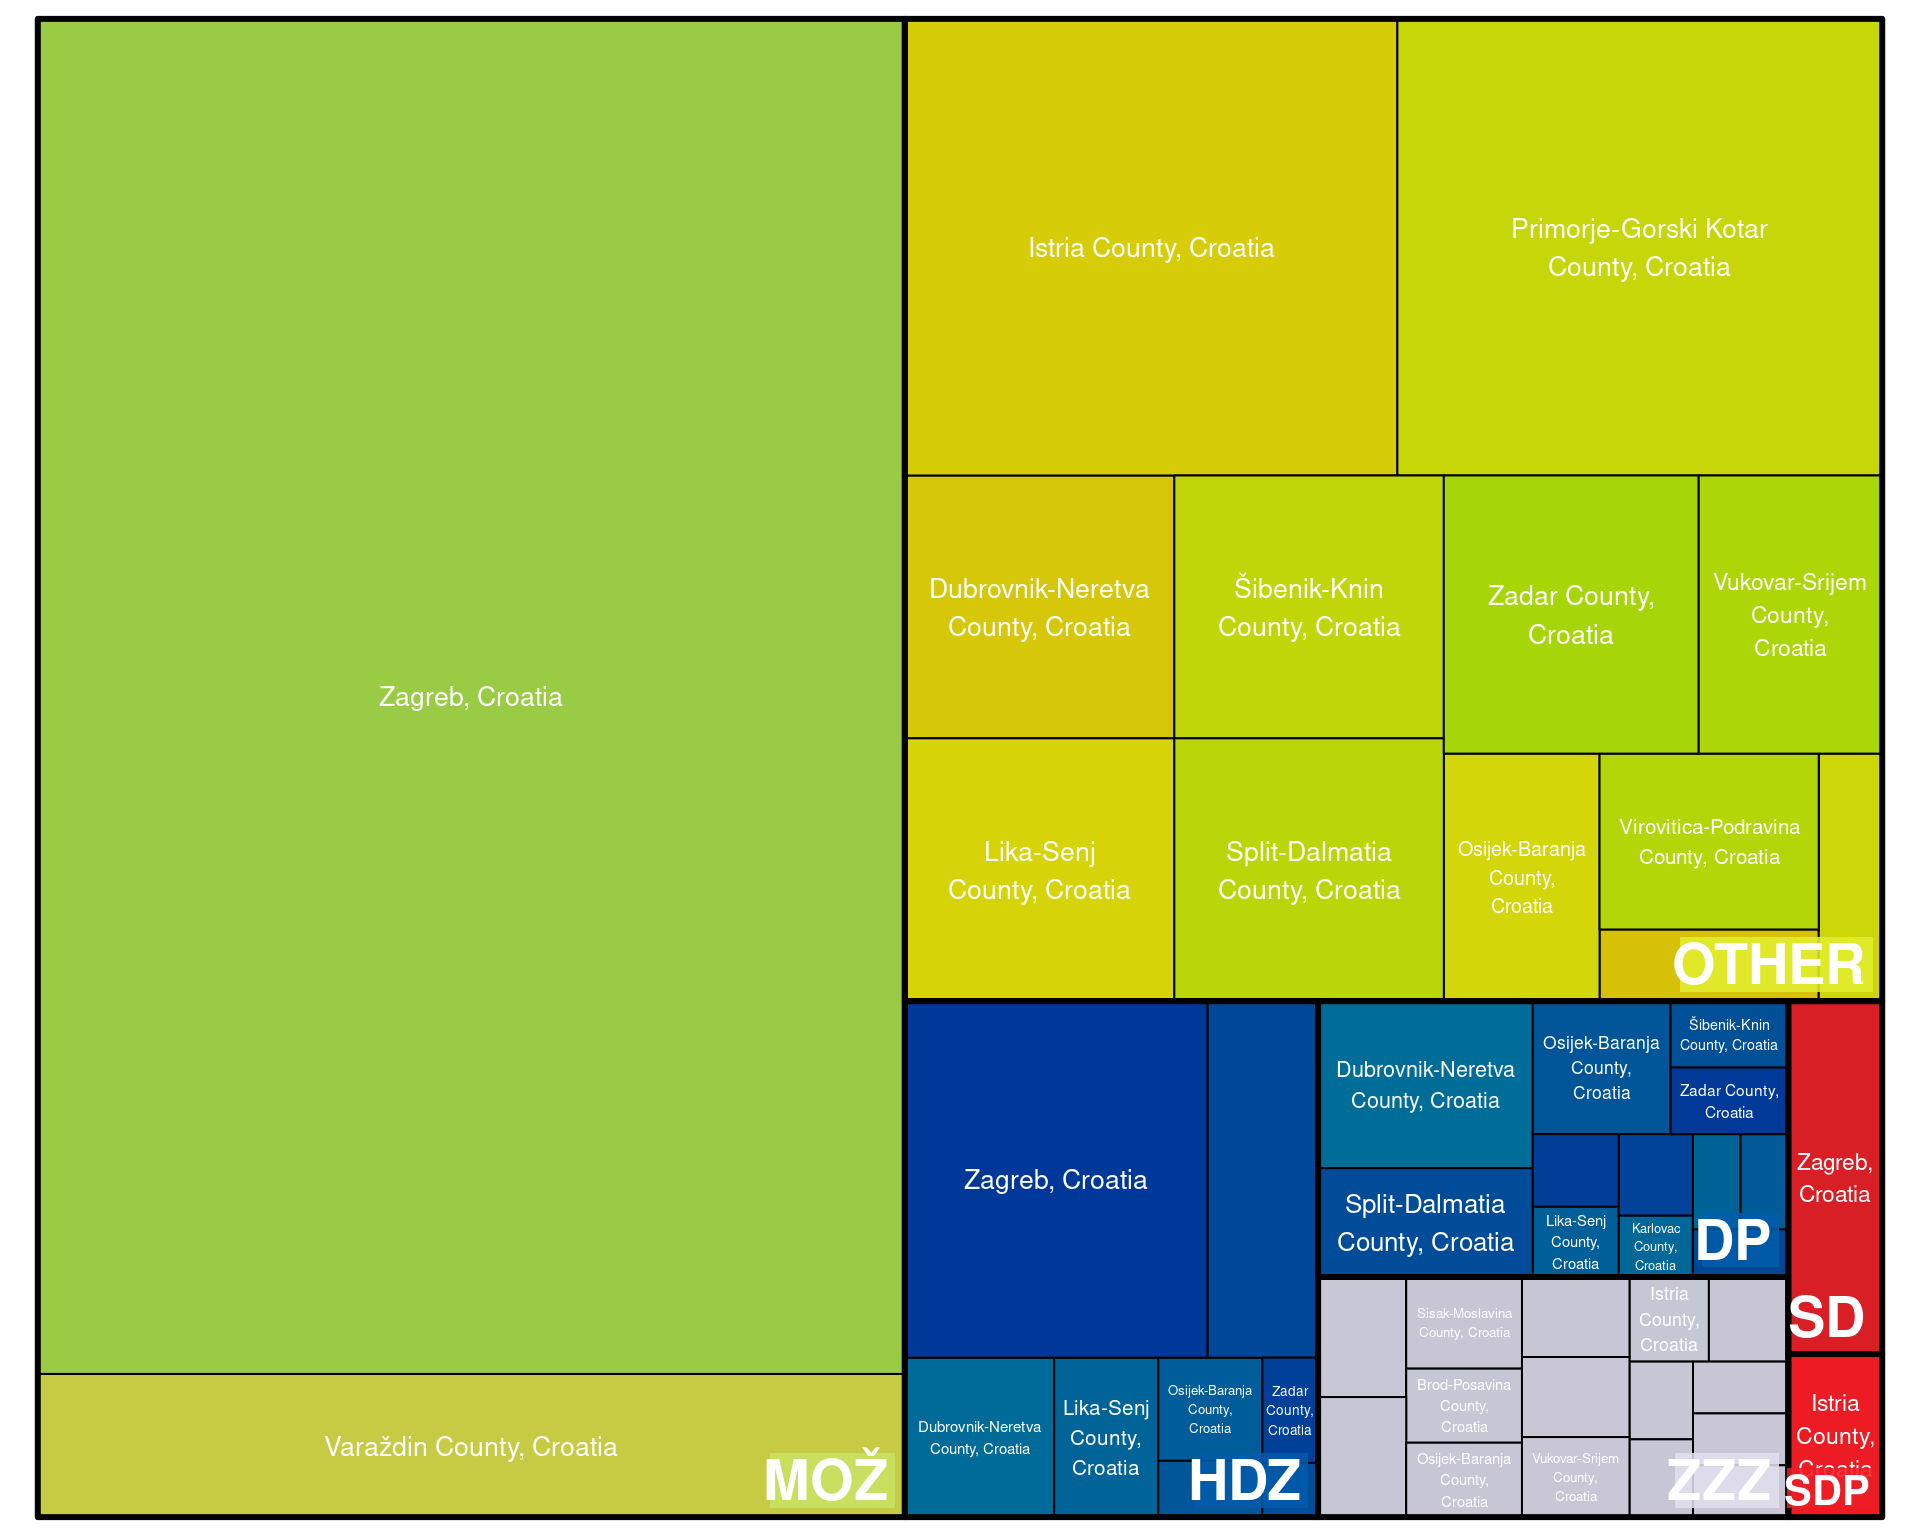 Zagreb, Croatia
Varaždin County, Croatia
MOŽ
Istria County, Croatia
Primorje-Gorski Kotar
County, Croatia
Dubrovnik-Neretva
County, Croatia
Šibenik-Knin
County, Croatia
Zadar County,
Croatia
Vukovar-Srijem
County,
Croatia
Lika-Senj
County, Croatia
Split-Dalmatia
County, Croatia
Osijek-Baranja
County,
Croatia
Virovitica-Podravina
County, Croatia
OTHER
Zagreb, Croatia
Dubrovnik-Neretva
County, Croatia
Lika-Senj
County,
Croatia
Osijek-Baranja
County,
Croatia
Zadar
County,
Croatia
HDZ
Dubrovnik-Neretva
County, Croatia
Split-Dalmatia
County, Croatia
Osijek-Baranja
County,
Croatia
Šibenik-Knin
County, Croatia
Zadar County,
Croatia
Lika-Senj
County,
Croatia
Karlovac
County,
Croatia
DP
Sisak-Moslavina
County, Croatia
Brod-Posavina
County,
Croatia
Osijek-Baranja
County,
Croatia
Vukovar-Srijem
County,
Croatia
Istria
County,
Croatia
ZZZ
Zagreb,
Croatia
SD
Istria
County,
Croatia
SDP